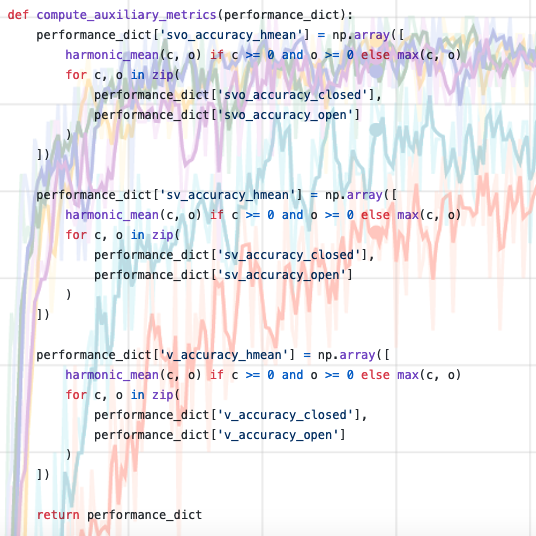 def compute_auxiliary_metrics(performance_dict):
    performance_dict['svo_accuracy_hmean'] = np.array([
        harmonic_mean(c, o) if c >= 0 and o >= 0 else max(c, o)
        for c, o in zip(
            performance_dict['svo_accuracy_closed'],
            performance_dict['svo_accuracy_open']
        )
    ])

    performance_dict['sv_accuracy_hmean'] = np.array([
        harmonic_mean(c, o) if c >= 0 and o >= 0 else max(c, o)
        for c, o in zip(
            performance_dict['sv_accuracy_closed'],
            performance_dict['sv_accuracy_open']
        )
    ])

    performance_dict['v_accuracy_hmean'] = np.array([
        harmonic_mean(c, o) if c >= 0 and o >= 0 else max(c, o)
        for c, o in zip(
            performance_dict['v_accuracy_closed'],
            performance_dict['v_accuracy_open']
        )
    ])

    return performance_dict